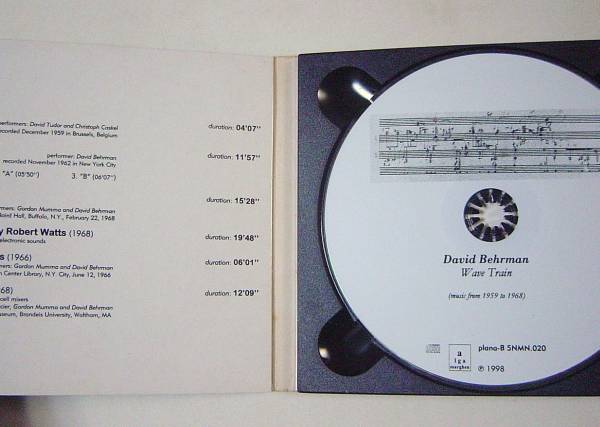 performers: David Tudor and Christoph Caskel
recorded December 1959 in Brussels, Belgium
duration: 04'07''
performer: David Behrman
recorded November 1962 in New York City
duration: 11'57''
"A" (05'50") 3. "B" (06'07")
duration: 15'28''
rmers: Gordon Mumma and David Behrman
aird Hall, Buffalo, N.Y., February 22, 1968
y Robert Watts (1968)
duration: 19'48''
electronic sounds
s (1966)
duration: 06'01''
mers: Gordon Mumma and David Behrman
n Center Library, N.Y. City, June 12, 1966
68)
duration: 12'09''
cell mixers
cier, Gordon Mumma and David Behrman
useum, Brandeis University, Waltham, MA
David Behrman
Wave Train
(music from 1959 to 1968)
a
lga
marghen
plana-B 5NMN.020
℗ 1998